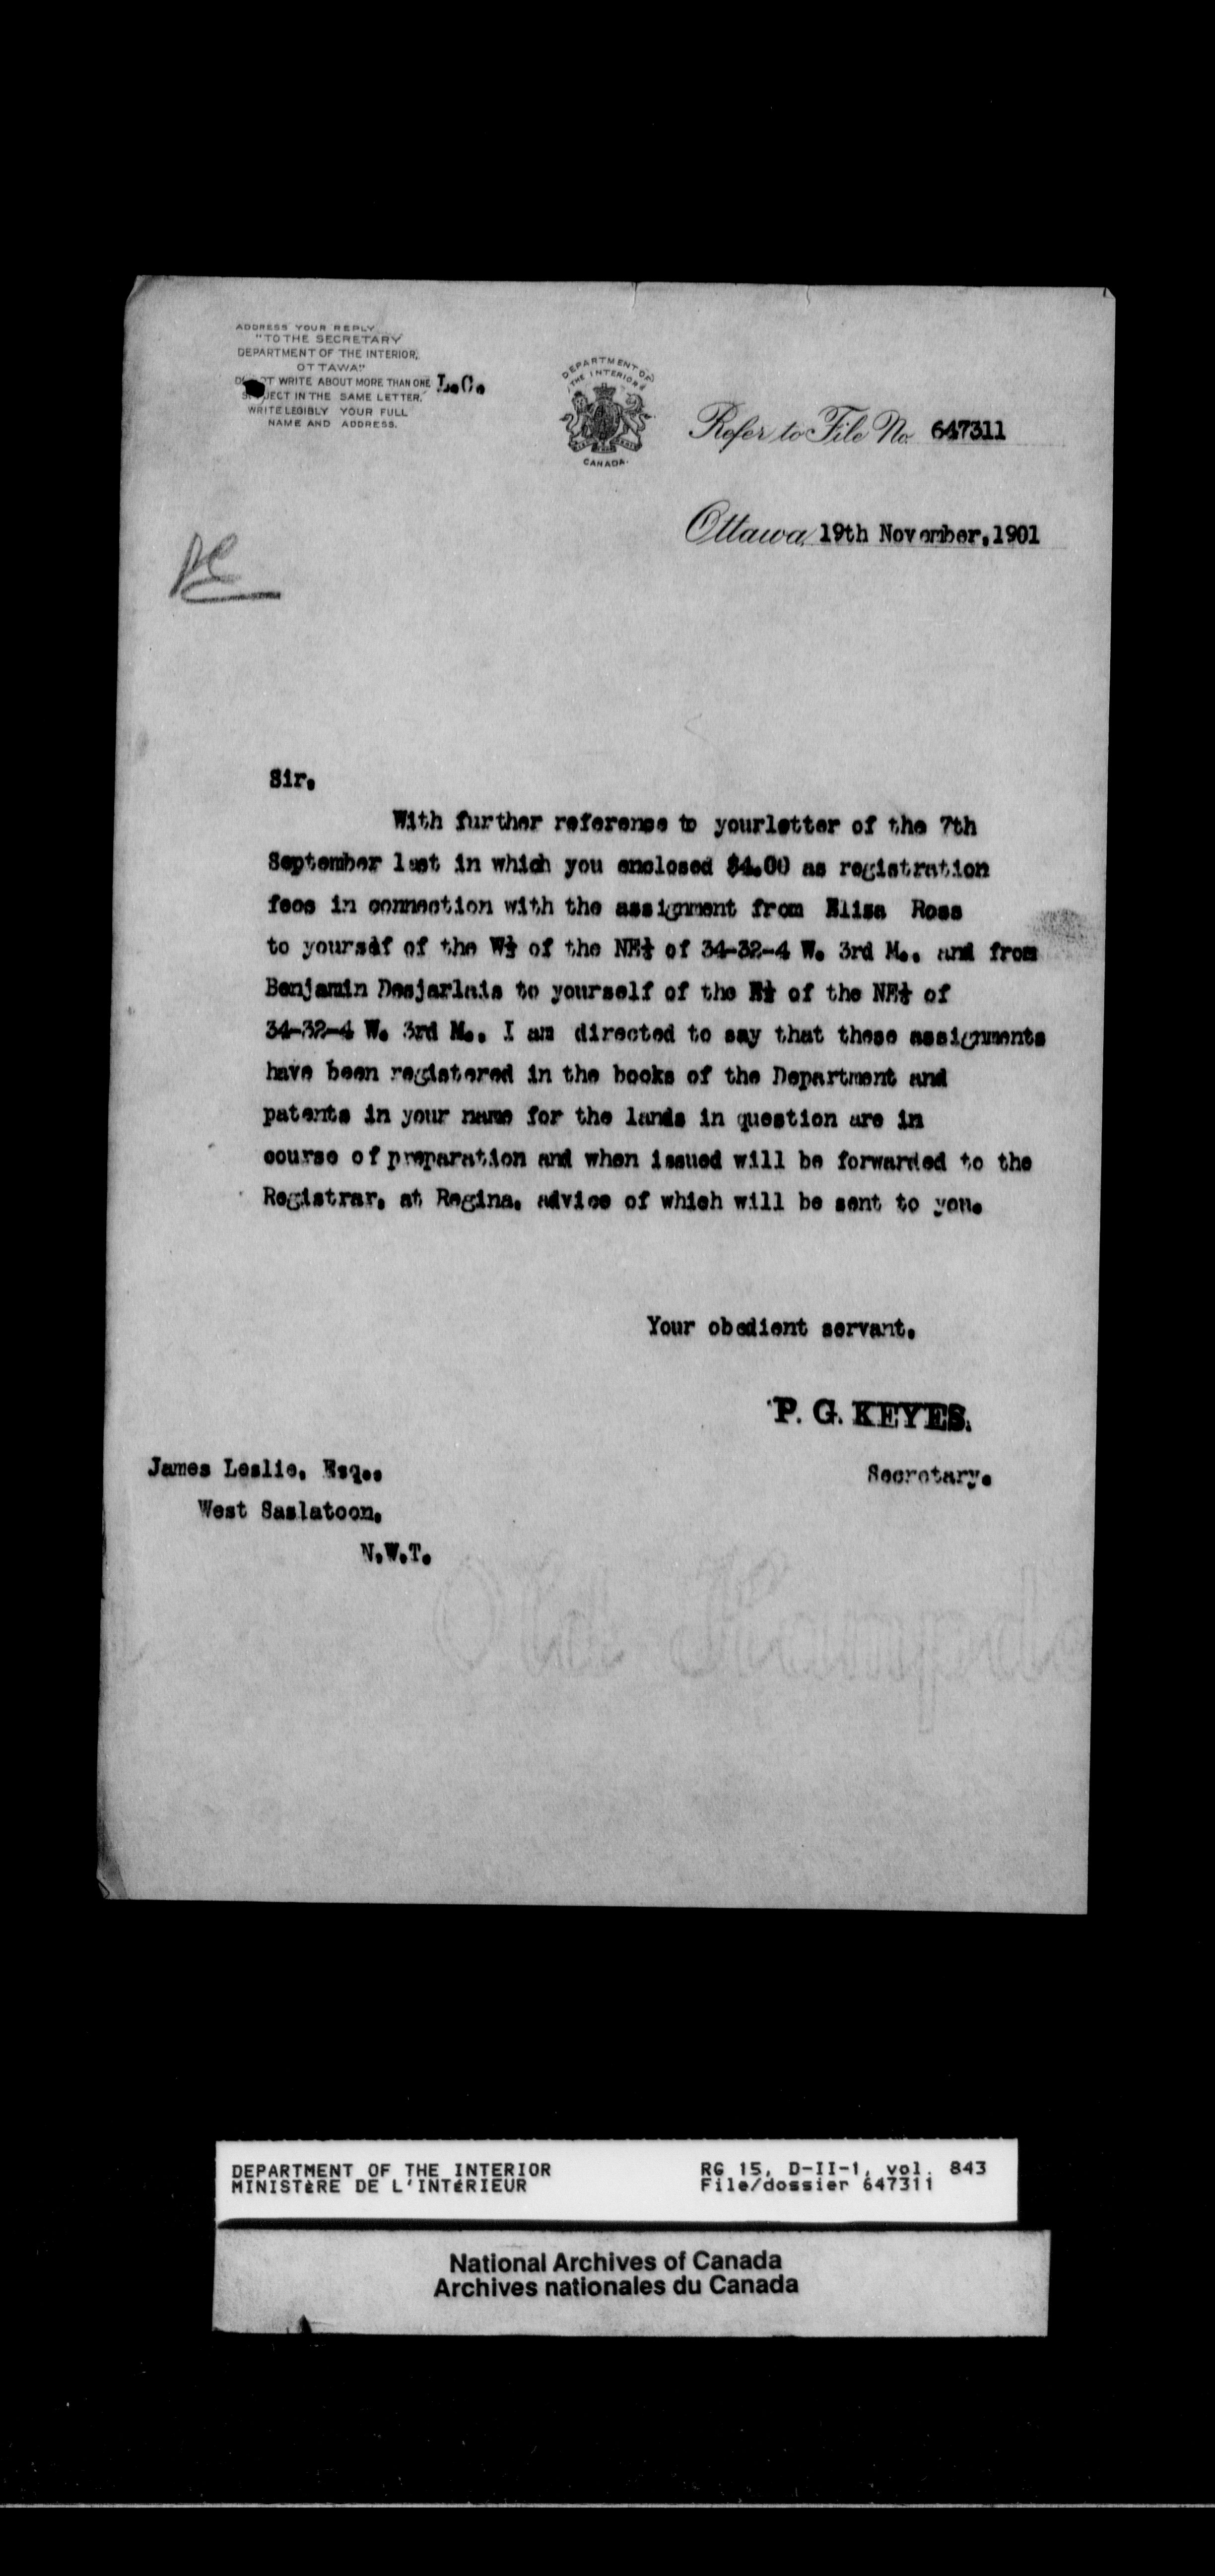 ADDRESS YOUR REPLY
"TO THE SECRETARY
DEPARTMENT OF THE INTERIOR,
OTTAWA."
WRITE ABOUT MORE THAN ONE L.C.
IN THE SAME LETTER.
WRITE LEGIBLY YOUR FULL
NAME AND ADDRESS.
DEPARTMENT OF
THE INTERIOR
CANADA.
Refer to File No. 647311
Ottawa, 19th November, 1901
Sir,
With further reference to yourletter of the 7th
September last in which you enclosed $4.00 as registration
fees in connection with the assignment from Elisa Ross
to yourself of the W½ of the NE¼ of 34-32-4 W. 3rd M., and from
Benjamin Desjarlais to yourself of the E½ of the NE¼ of
34-32-4 W. 3rd M., I am directed to say that these assignments
have been registered in the books of the Department and
patents in your name for the lands in question are in
course of preparation and when issued will be forwarded to the
Registrar, at Regina, advice of which will be sent to you.
Your obedient servant,
P. G. KEYES.
Secretary.
James Leslie, Esq.,
West Saslatoon,
N.W.T.
DEPARTMENT OF THE INTERIOR
MINISTèRE DE L'INTéRIEUR
RG 15, D-II-1, vol. 843
File/dossier 647311
National Archives of Canada
Archives nationales du Canada